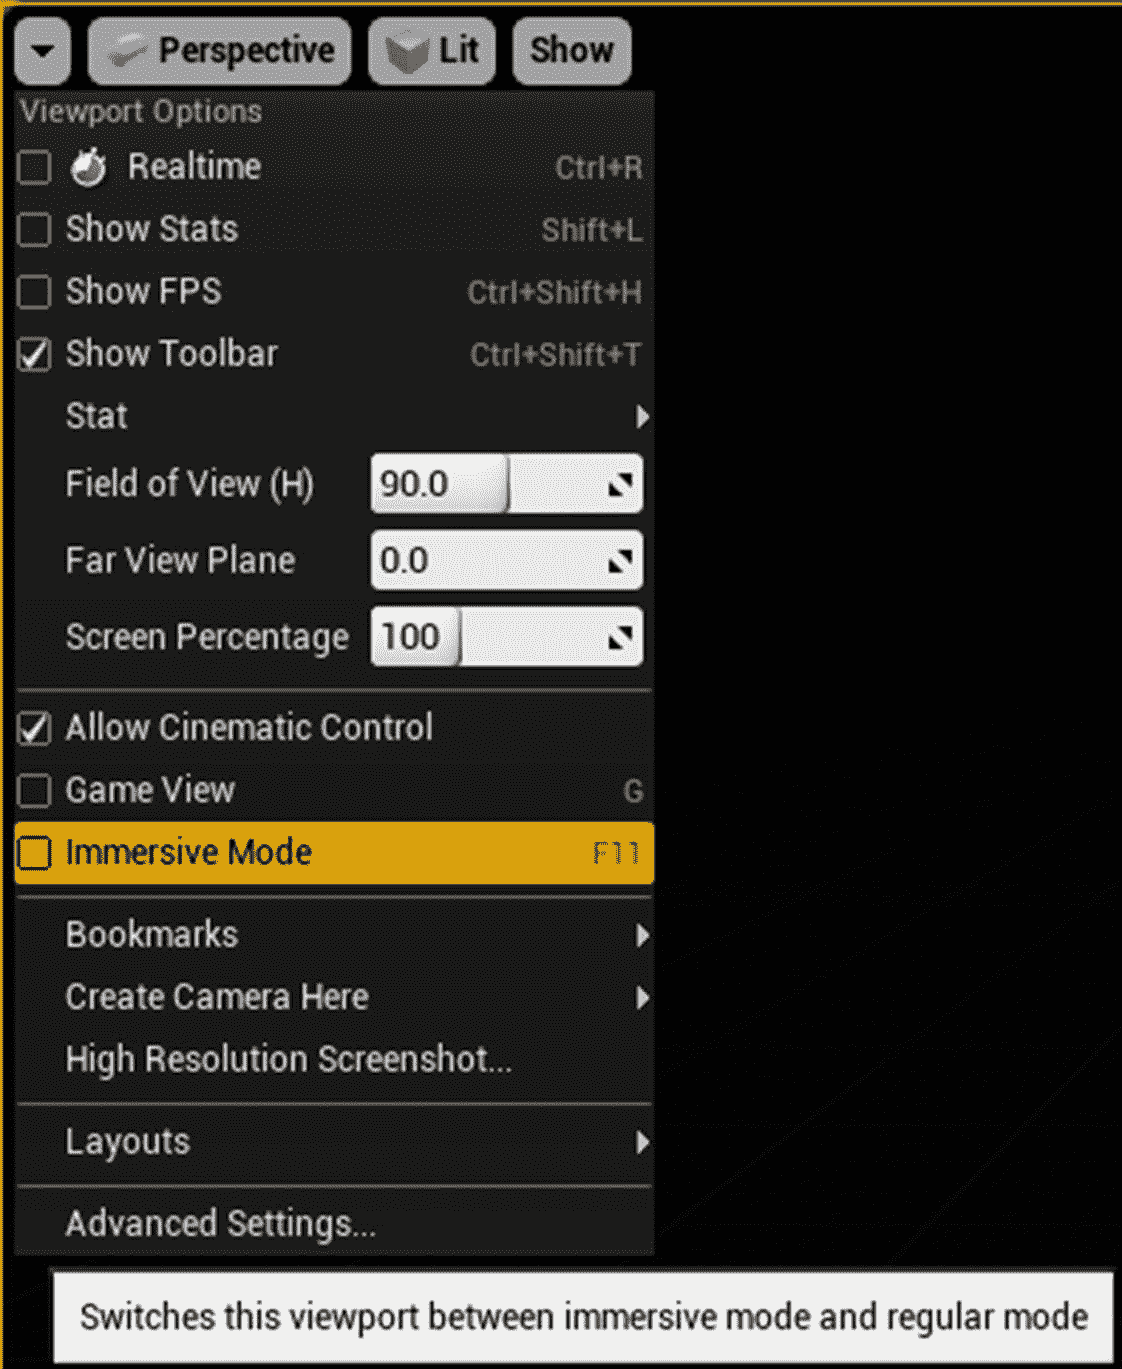 Perspective Lit Show
Viewport Options
Realtime Ctrl+R
Show Stats Shift+L
Show FPS Ctrl+Shift+H
Show Toolbar Ctrl+Shift+T
Stat
Field of View (H) 90.0
Far View Plane 0.0
Screen Percentage 100
Allow Cinematic Control
Game View G
Immersive Mode F11
Bookmarks
Create Camera Here
High Resolution Screenshot...
Layouts
Advanced Settings...
Switches this viewport between immersive mode and regular mode